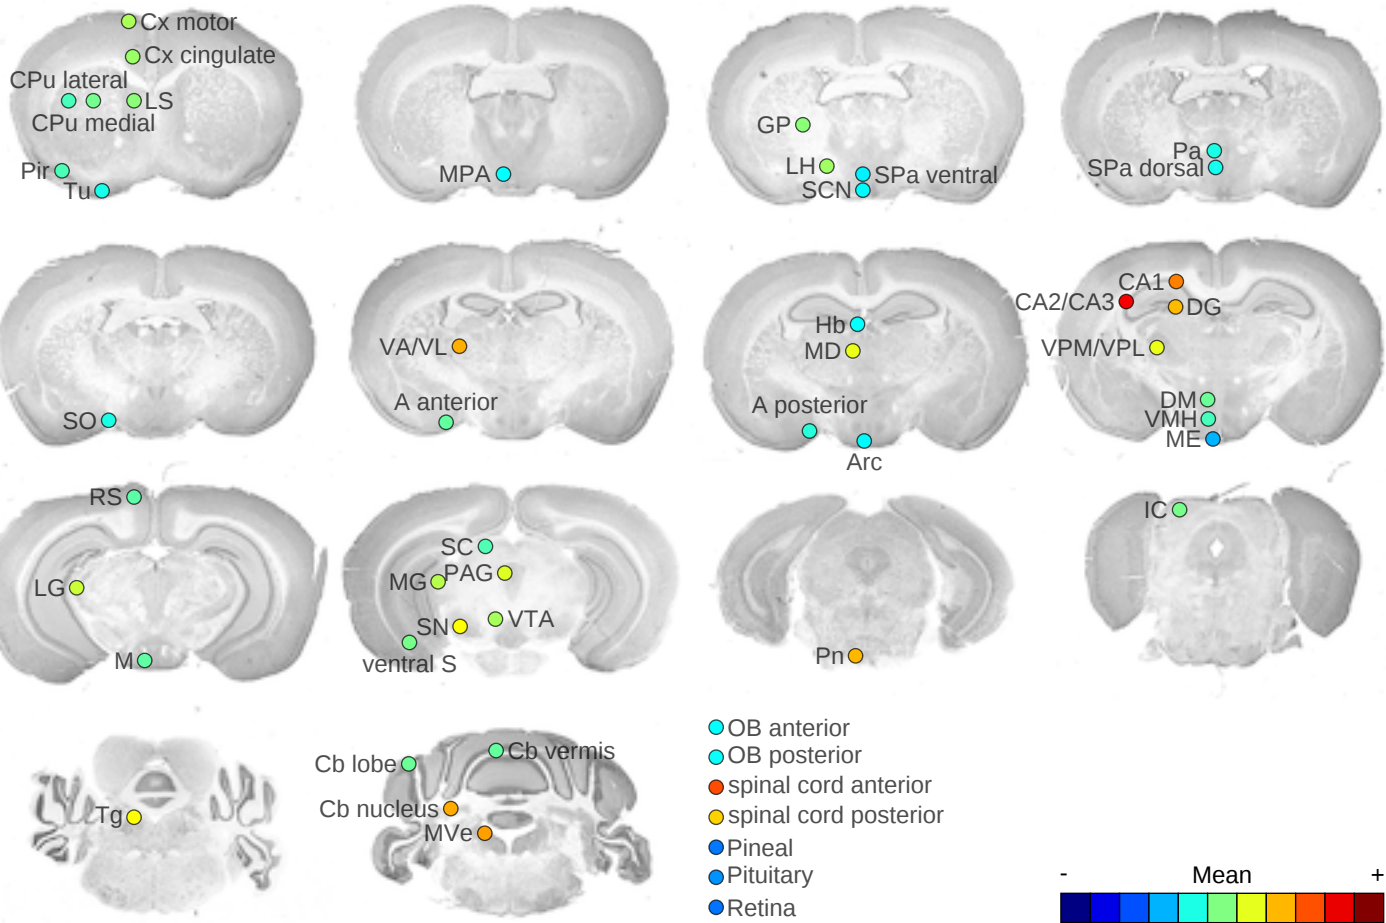 Cx motor
Cx cingulate
CPu lateral
LS
CPu medial
Pir
Tu
MPA
GP
LH
SPa ventral
SCN
Pa
SPa dorsal
SO
VA/VL
A anterior
Hb
MD
A posterior
Arc
CA1
CA2/CA3
DG
VPM/VPL
DM
VMH
ME
RS
LG
M
SC
MG
PAG
SN
VTA
ventral S
Pn
IC
Tg
Cb lobe
Cb vermis
Cb nucleus
MVe
OB anterior
OB posterior
spinal cord anterior
spinal cord posterior
Pineal
Pituitary
Retina
- Mean +